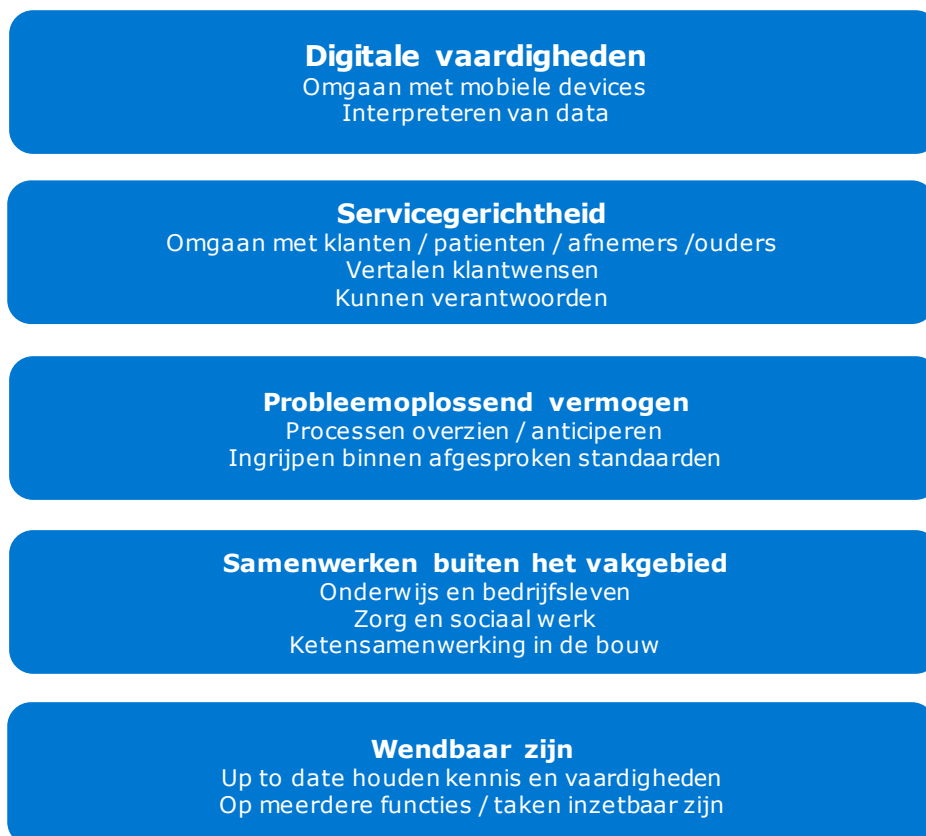 Digitale vaardigheden
Omgaan met mobiele devices
Interpreteren van data
Servicegerichtheid
Omgaan met klanten / patienten / afnemers /ouders
Vertalen klantwensen
Kunnen verantwoorden
Probleemoplossend vermogen
Processen overzien / anticiperen
Ingrijpen binnen afgesproken standaarden
Samenwerken buiten het vakgebied
Onderwijs en bedrijfsleven
Zorg en sociaal werk
Ketensamenwerking in de bouw
Wendbaar zijn
Up to date houden kennis en vaardigheden
Op meerdere functies / taken inzetbaar zijn